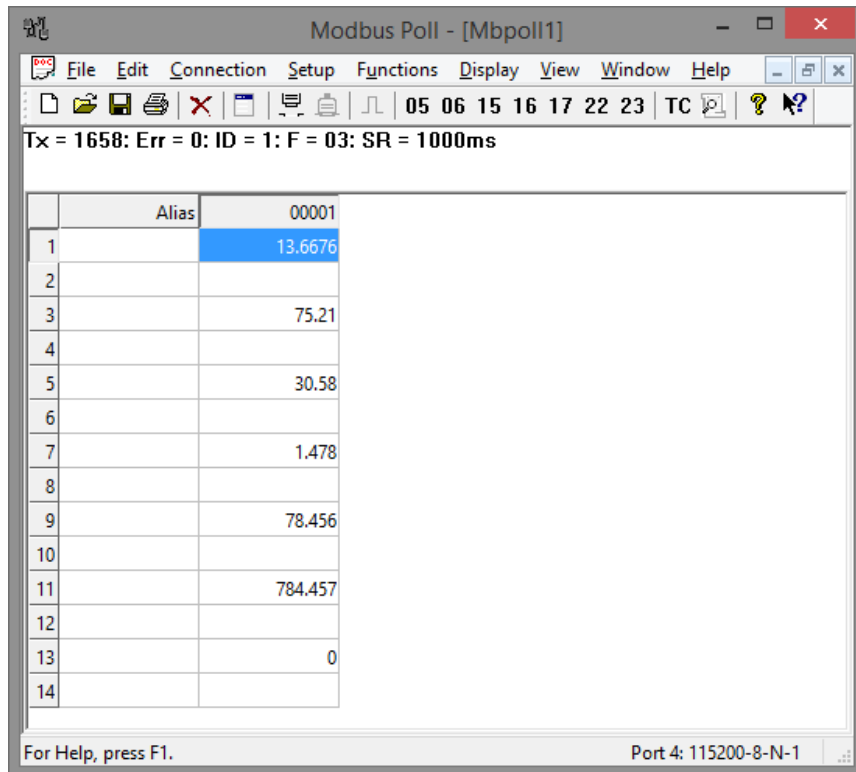 Modbus Poll - [Mbpoll1]
DOC File Edit Connection Setup Functions Display View Window Help
05 06 15 16 17 22 23 TC
Tx = 1658: Err = 0: ID = 1: F = 03: SR = 1000ms
Alias 00001
1 13.6676
2
3 75.21
4
5 30.58
6
7 1.478
8
9 78.456
10
11 784.457
12
13 0
14
For Help, press F1. Port 4: 115200-8-N-1